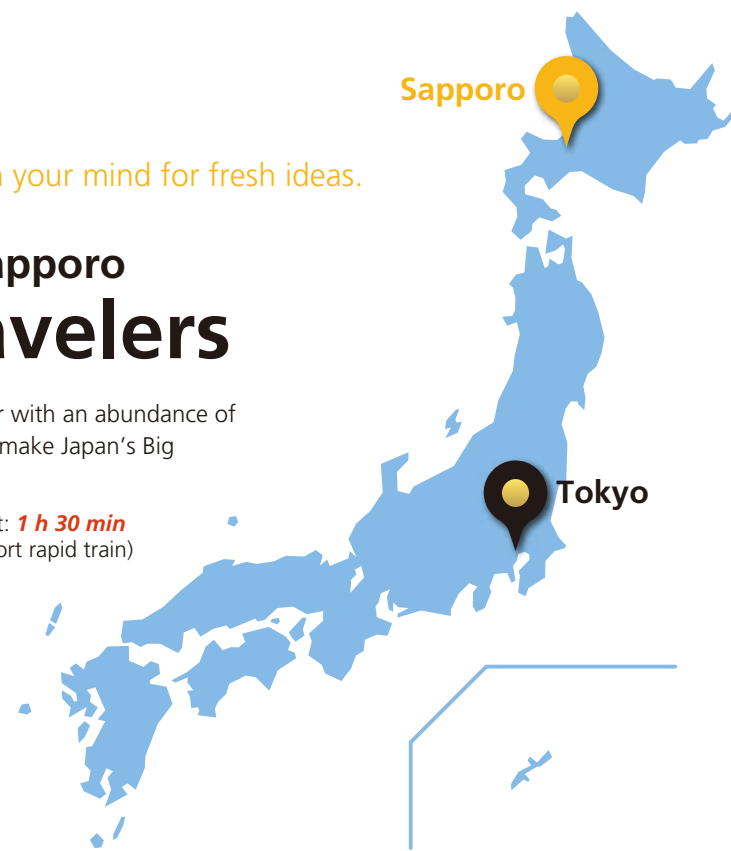 Sapporo
your mind for fresh ideas.
apporo
avelers
with an abundance of
make Japan's Big
Tokyo
t: 1 h 30 min
ort rapid train)